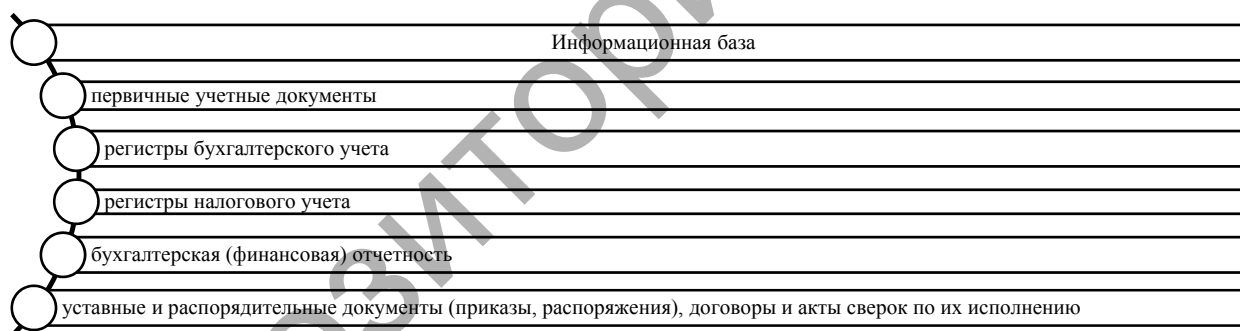 Информационная база
первичные учетные документы
регистры бухгалтерского учета
регистры налогового учета
бухгалтерская (финансовая) отчетность
уставные и распорядительные документы (приказы, распоряжения), договоры и акты сверок по их исполнению